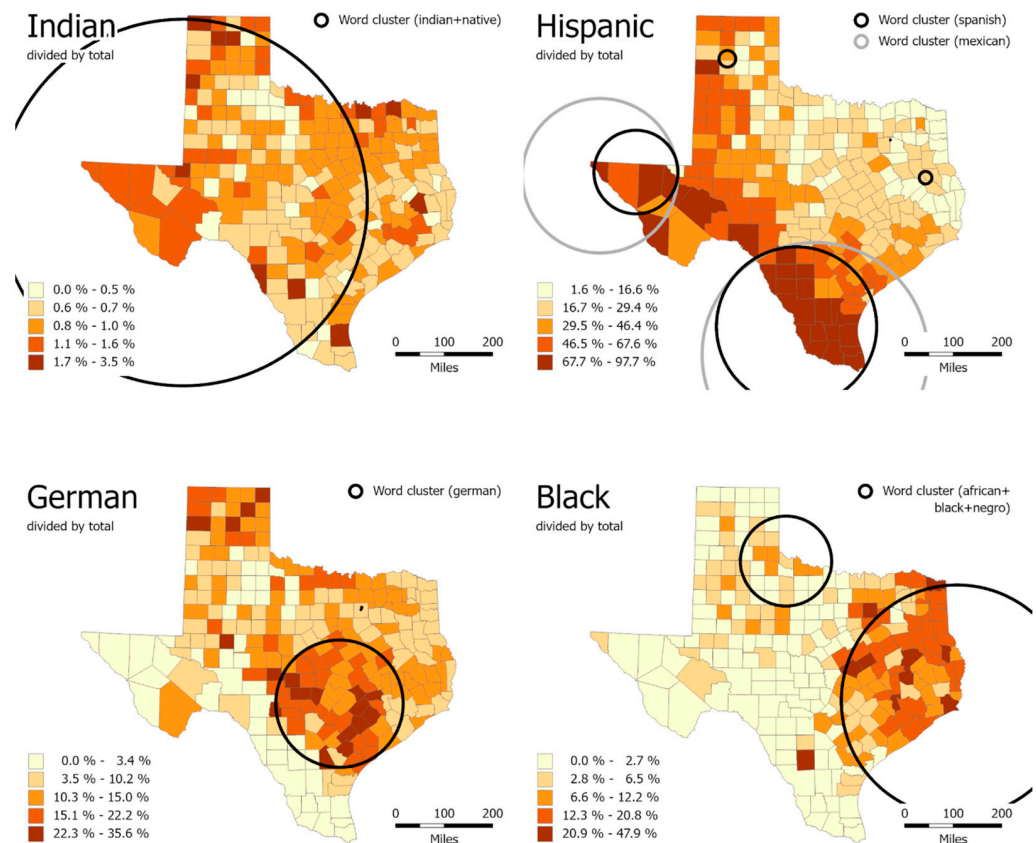 Indian
divided by total
Word cluster (indian+native)
0.0 % - 0.5 %
0.6 % - 0.7 %
0.8 % - 1.0 %
1.1 % - 1.6 %
1.7 % - 3.5 %
0 100 200
Miles
Hispanic
divided by total
Word cluster (spanish)
Word cluster (mexican)
1.6 % - 16.6 %
16.7 % - 29.4 %
29.5 % - 46.4 %
46.5 % - 67.6 %
67.7 % - 97.7 %
0 100 200
Miles
German
divided by total
Word cluster (german)
0.0 % - 3.4 %
3.5 % - 10.2 %
10.3 % - 15.0 %
15.1 % - 22.2 %
22.3 % - 35.6 %
0 100 200
Miles
Black
divided by total
Word cluster (african+
black+negro)
0.0 % - 2.7 %
2.8 % - 6.5 %
6.6 % - 12.2 %
12.3 % - 20.8 %
20.9 % - 47.9 %
0 100 200
Miles